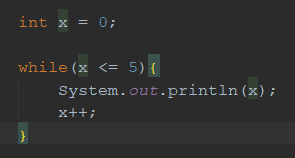 int x = 0;
while(x <= 5){
System.out.println(x);
x++;
}